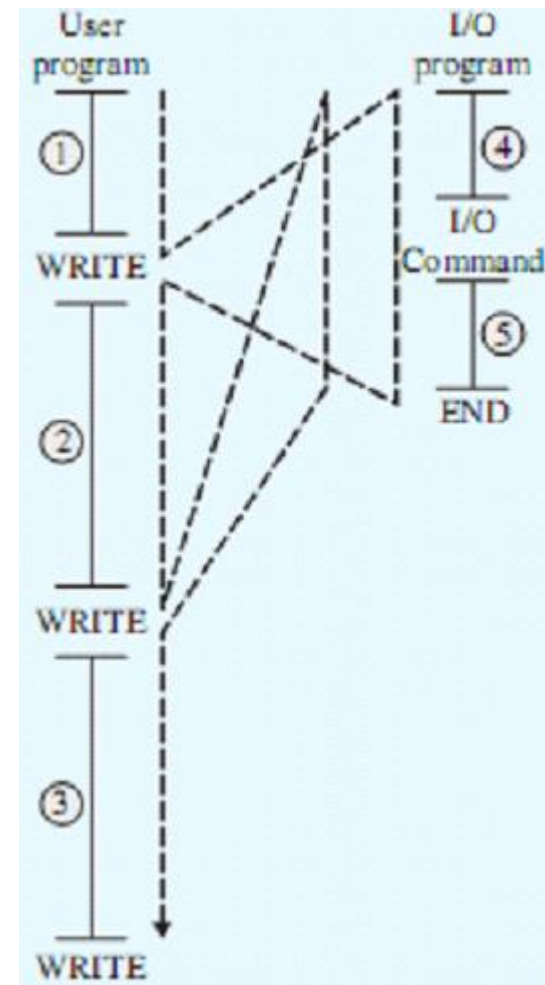 User
program
①
WRITE
②
WRITE
③
WRITE
I/O
program
④
I/O
Command
⑤
END